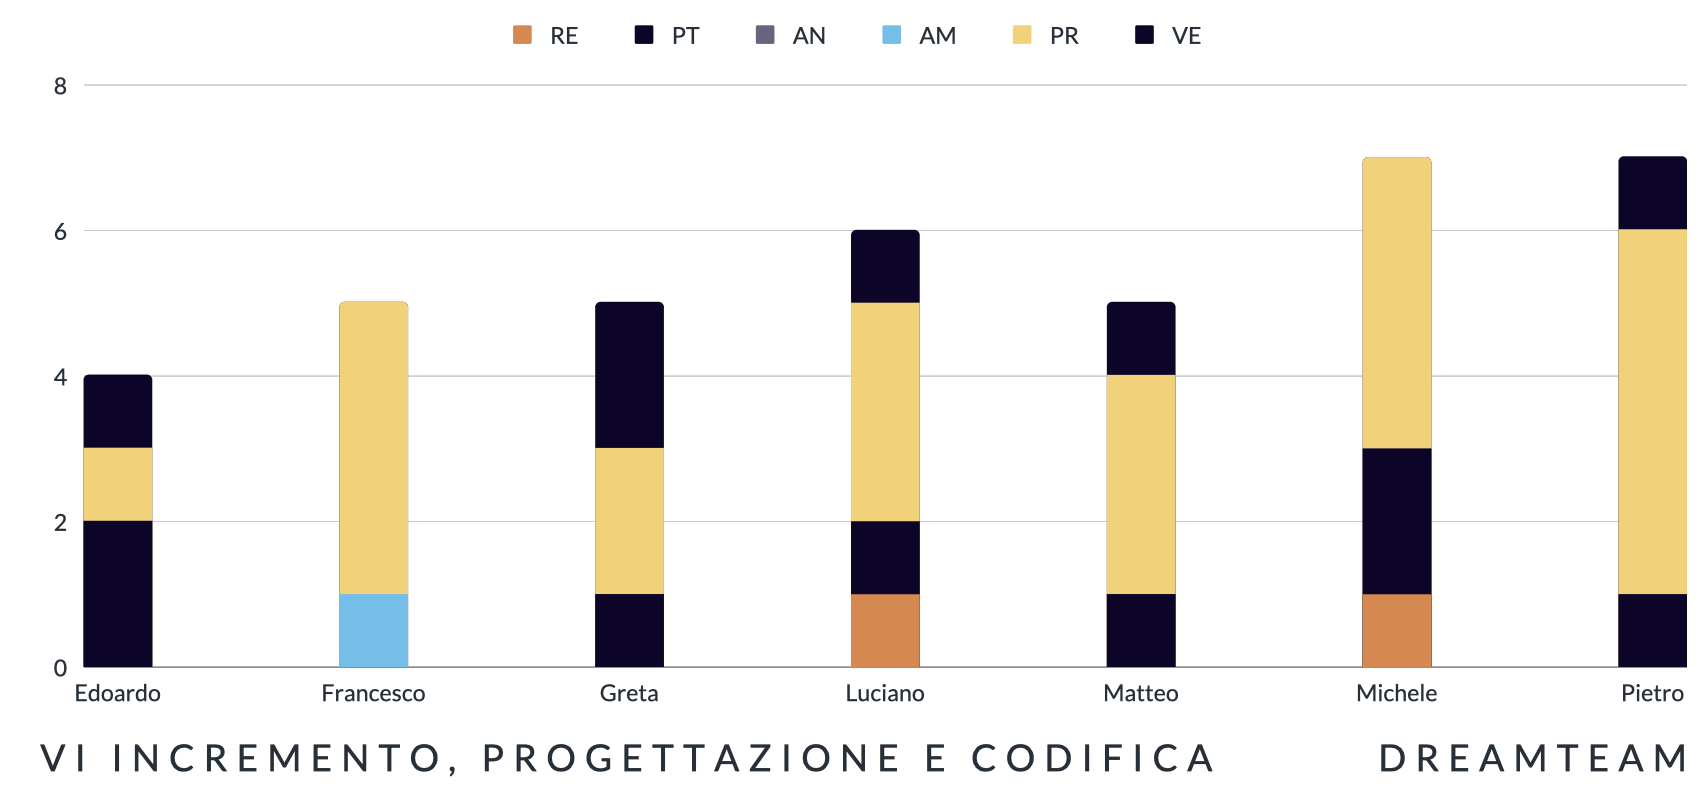 RE PT AN AM PR VE
8
6
4
2
0
Edoardo Francesco Greta Luciano Matteo Michele Pietro
VI INCREMENTO, PROGETTAZIONE E CODIFICA DREAMTEAM